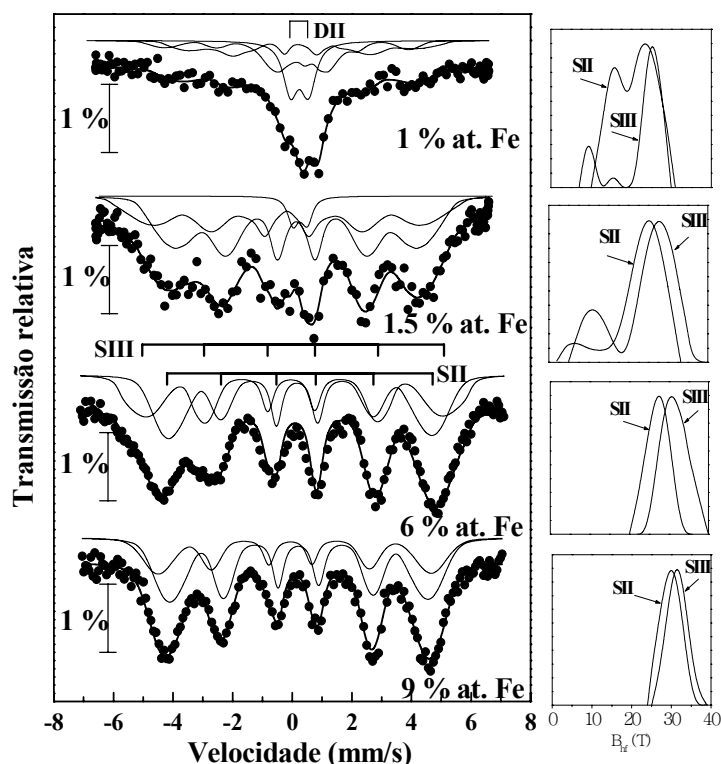 DII
1 %
1 % at. Fe
1 %
1.5 % at. Fe
SIII
SII
1 %
6 % at. Fe
1 %
9 % at. Fe
Transmissão relativa
-8 -6 -4 -2 0 2 4 6 8
Velocidade (mm/s)
SII
SIII
SII
SIII
SII
SIII
SII
SIII
0 10 20 30 40
B hf (T)